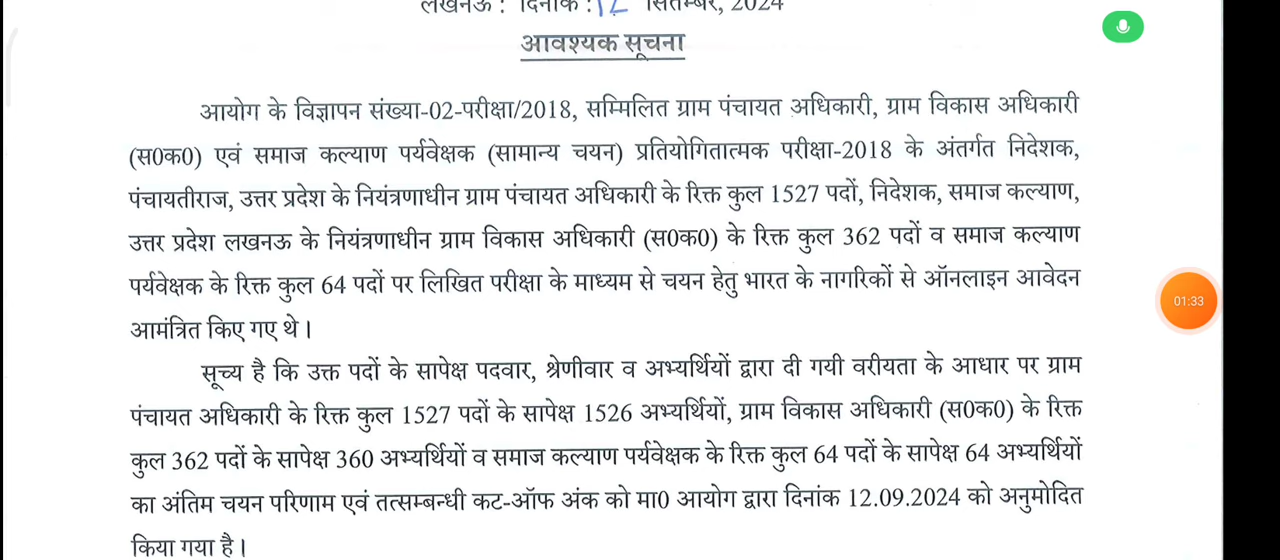 लखनऊ : दिनांक : 12 सितम्बर, 2024
आवश्यक सूचना
आयोग के विज्ञापन संख्या-02-परीक्षा/2018, सम्मिलित ग्राम पंचायत अधिकारी, ग्राम विकास अधिकारी
(स0क0) एवं समाज कल्याण पर्यवेक्षक (सामान्य चयन) प्रतियोगितात्मक परीक्षा-2018 के अंतर्गत निदेशक,
पंचायतीराज, उत्तर प्रदेश के नियंत्रणाधीन ग्राम पंचायत अधिकारी के रिक्त कुल 1527 पदों, निदेशक, समाज कल्याण,
उत्तर प्रदेश लखनऊ के नियंत्रणाधीन ग्राम विकास अधिकारी (स0क0) के रिक्त कुल 362 पदों व समाज कल्याण
पर्यवेक्षक के रिक्त कुल 64 पदों पर लिखित परीक्षा के माध्यम से चयन हेतु भारत के नागरिकों से ऑनलाइन आवेदन
01:33
आमंत्रित किए गए थे।
सूच्य है कि उक्त पदों के सापेक्ष पदवार, श्रेणीवार व अभ्यर्थियों द्वारा दी गयी वरीयता के आधार पर ग्राम
पंचायत अधिकारी के रिक्त कुल 1527 पदों के सापेक्ष 1526 अभ्यर्थियों, ग्राम विकास अधिकारी (स0क0) के रिक्त
कुल 362 पदों के सापेक्ष 360 अभ्यर्थियों व समाज कल्याण पर्यवेक्षक के रिक्त कुल 64 पदों के सापेक्ष 64 अभ्यर्थियों
का अंतिम चयन परिणाम एवं तत्सम्बन्धी कट-ऑफ अंक को मा0 आयोग द्वारा दिनांक 12.09.2024 को अनुमोदित
किया गया है।